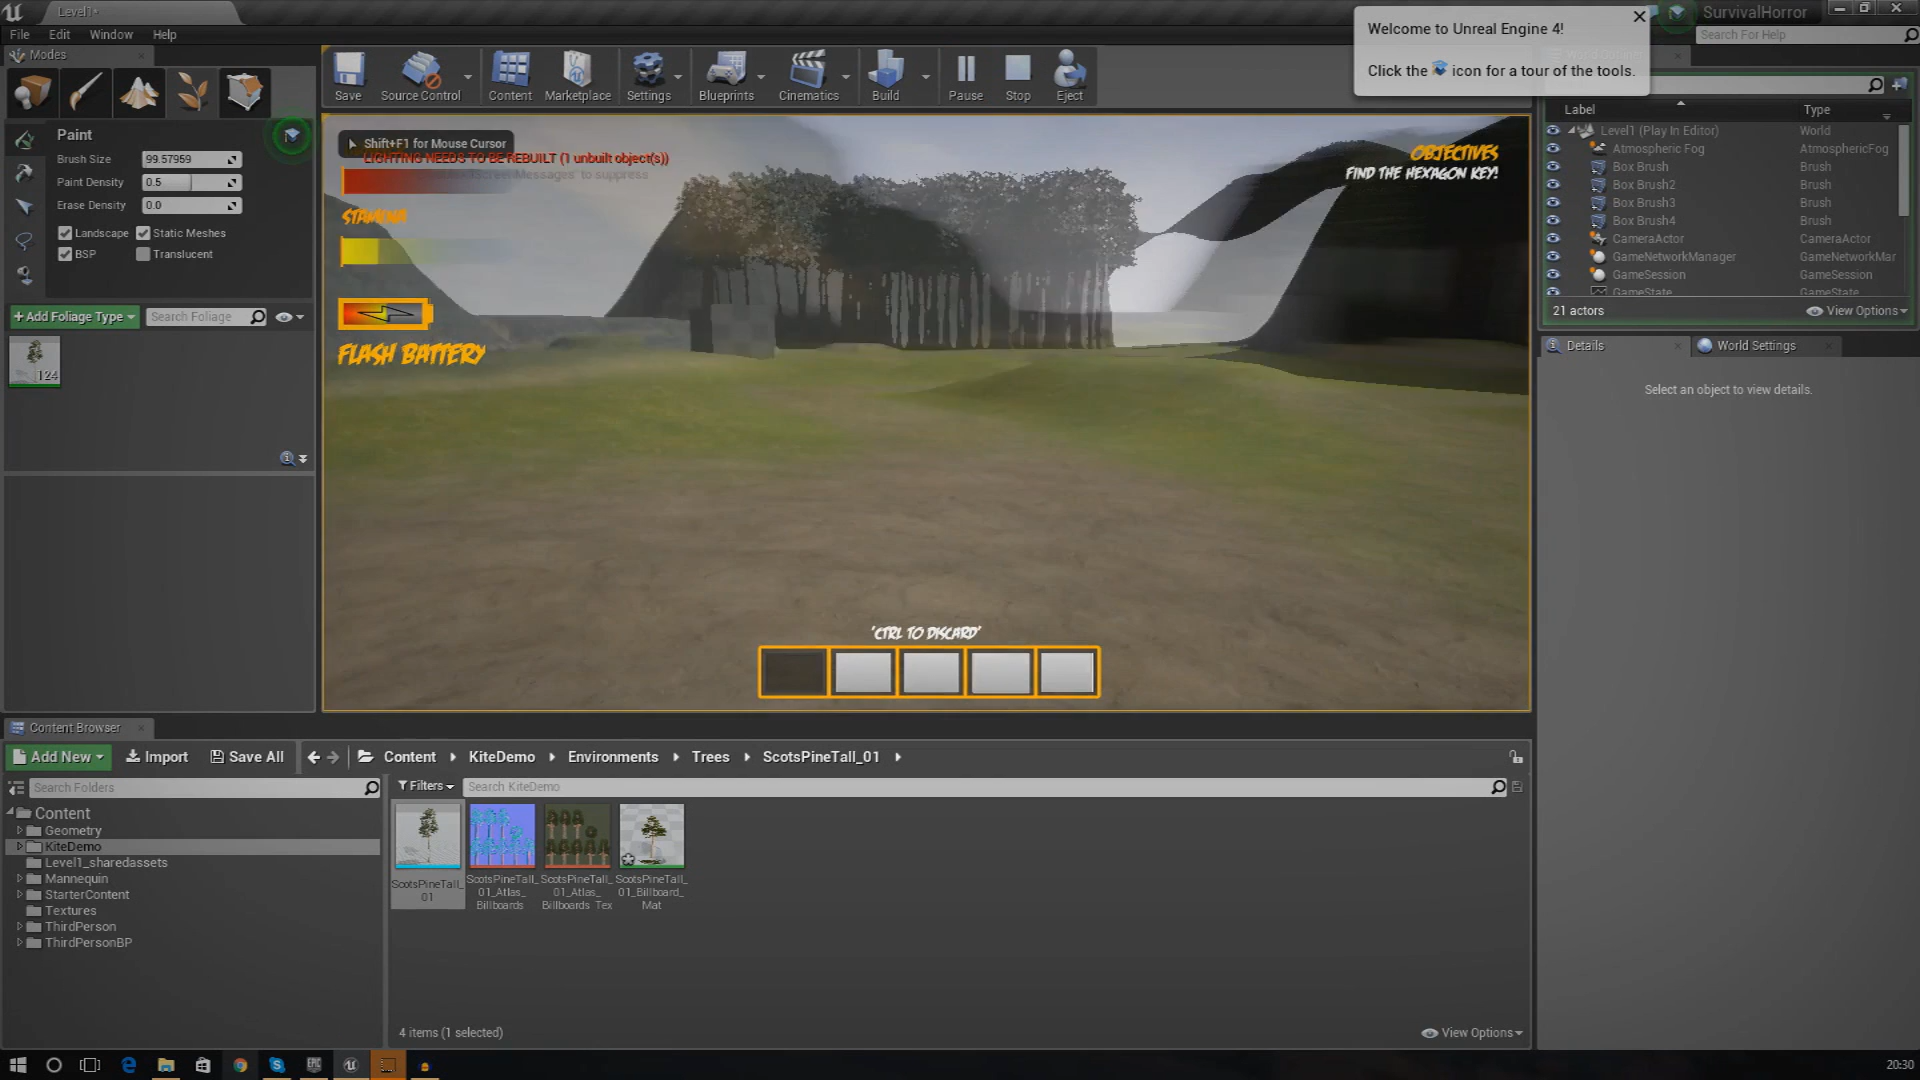 Level1*
SurvivalHorror
File Edit Window Help
Search For Help
Welcome to Unreal Engine 4!
Click the icon for a tour of the tools.
Modes
Save Source Control Content Marketplace Settings Blueprints Cinematics Build Pause Stop Eject
Paint
Brush Size 99.57959
Paint Density 0.5
Erase Density 0.0
Landscape Static Meshes
BSP Translucent
+ Add Foliage Type Search Foliage
124
Shift+F1 for Mouse Cursor
LIGHTING NEEDS TO BE REBUILT (1 unbuilt object(s))
Messages' to suppress
STAMINA
FLASH BATTERY
OBJECTIVES
FIND THE HEXAGON KEY!
'CTRL TO DISCARD'
Label Type
Level1 (Play In Editor) World
Atmospheric Fog AtmosphericFog
Box Brush Brush
Box Brush2 Brush
Box Brush3 Brush
Box Brush4 Brush
CameraActor CameraActor
GameNetworkManager GameNetworkMar
GameSession GameSession
GameState GameState
21 actors View Options
Details World Settings
Select an object to view details.
Content Browser
Add New Import Save All Content KiteDemo Environments Trees ScotsPineTall_01
Search Folders
Filters Search KiteDemo
Content
Geometry
KiteDemo
Level1_sharedassets
Mannequin
StarterContent
Textures
ThirdPerson
ThirdPersonBP
ScotsPineTall_
01
ScotsPineTall_
01_Atlas_
Billboards
ScotsPineTall_
01_Atlas_
Billboards_Tex
ScotsPineTall_
01_Billboard_
Mat
4 items (1 selected) View Options
EPIC
20:30